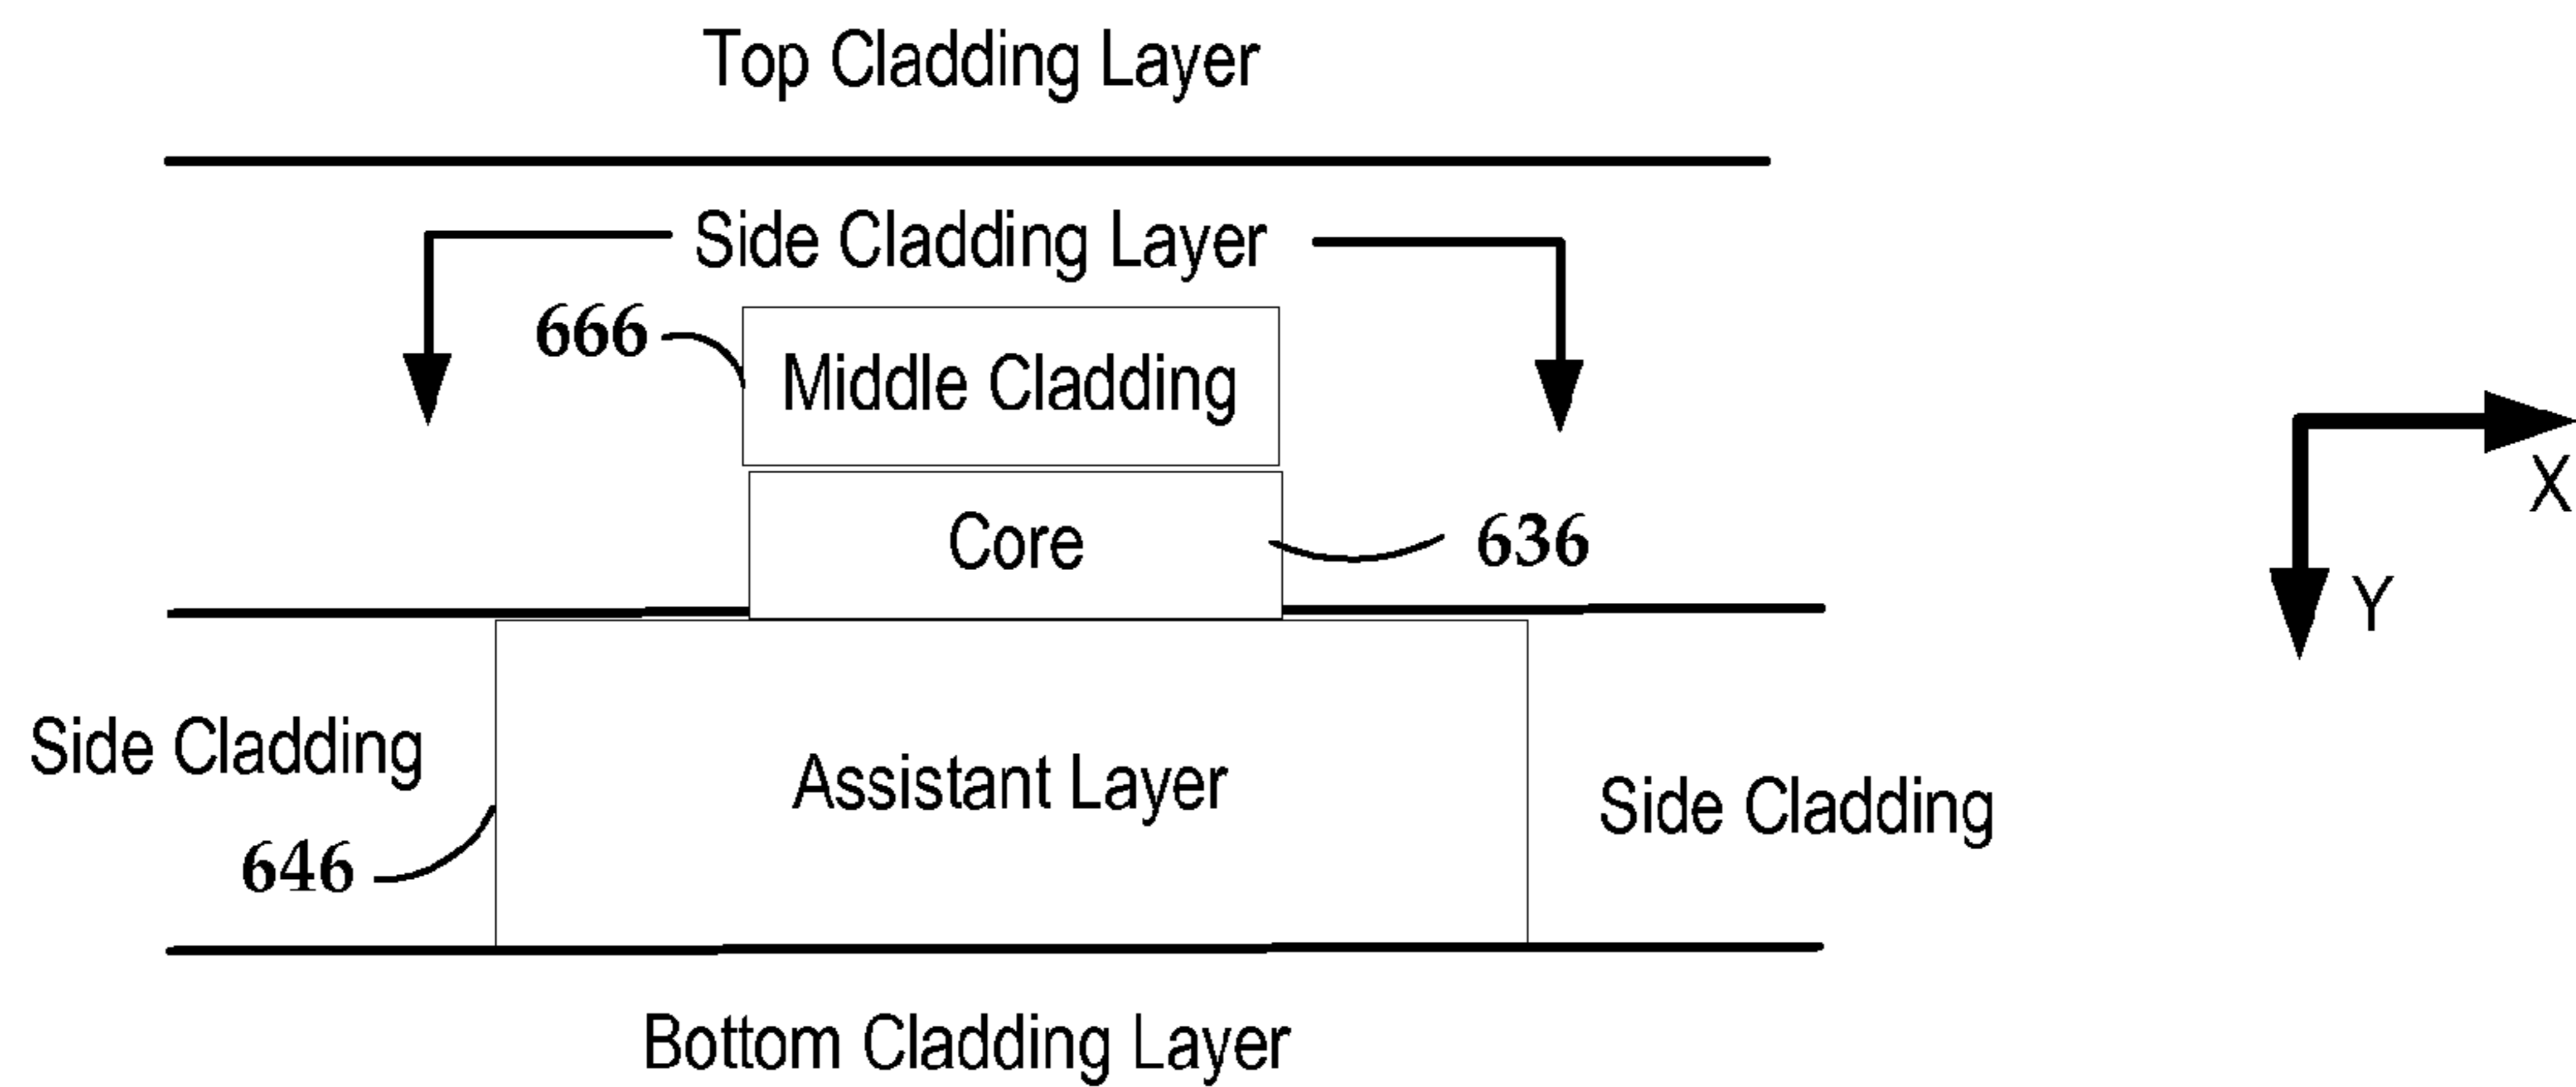 Top Cladding Layer
Side Cladding Layer
666
Middle Cladding
Core
636
X
Y
Side Cladding
Assistant Layer
Side Cladding
646
Bottom Cladding Layer